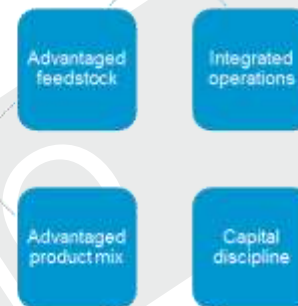 Advantaged
feedstock
Integrated
operations
Advantaged
product mix
Capital
discipline